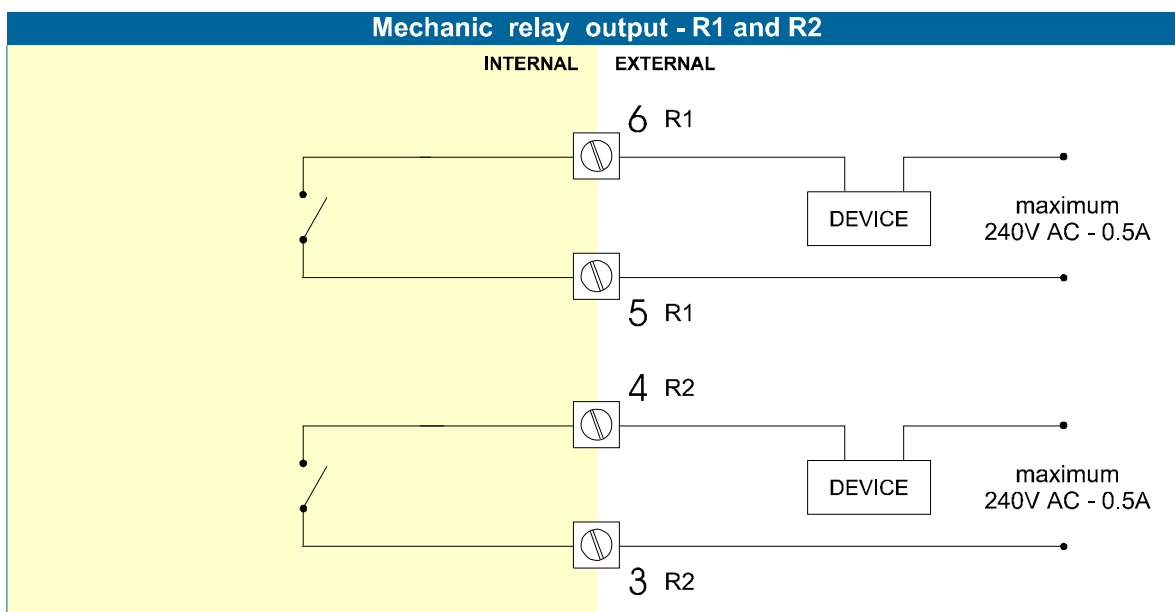 Mechanic relay output - R1 and R2
INTERNAL EXTERNAL
6 R1
DEVICE
maximum
240V AC - 0.5A
5 R1
4 R2
DEVICE
maximum
240V AC - 0.5A
3 R2